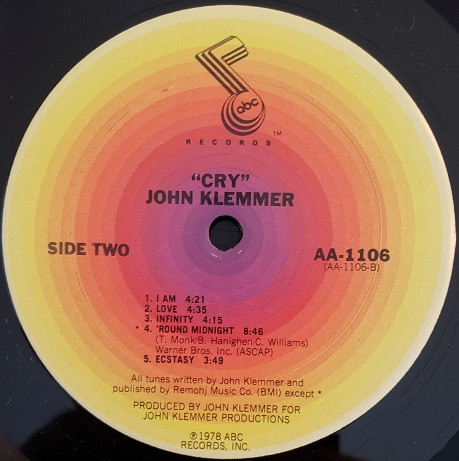 abc
RECORDS
TM
"CRY"
JOHN KLEMMER
SIDE TWO
AA-1106
(AA-1106-B)
1. I AM 4:21
2. LOVE 4:35
3. INFINITY 4:15
* 4. 'ROUND MIDNIGHT 8:46
(T. Monk/B. Hanighen/C. Williams)
Warner Bros. Inc. (ASCAP)
5. ECSTASY 3:49
All tunes written by John Klemmer and
published by Remohj Music Co. (BMI) except *
PRODUCED BY JOHN KLEMMER FOR
JOHN KLEMMER PRODUCTIONS
℗1978 ABC
RECORDS, INC.